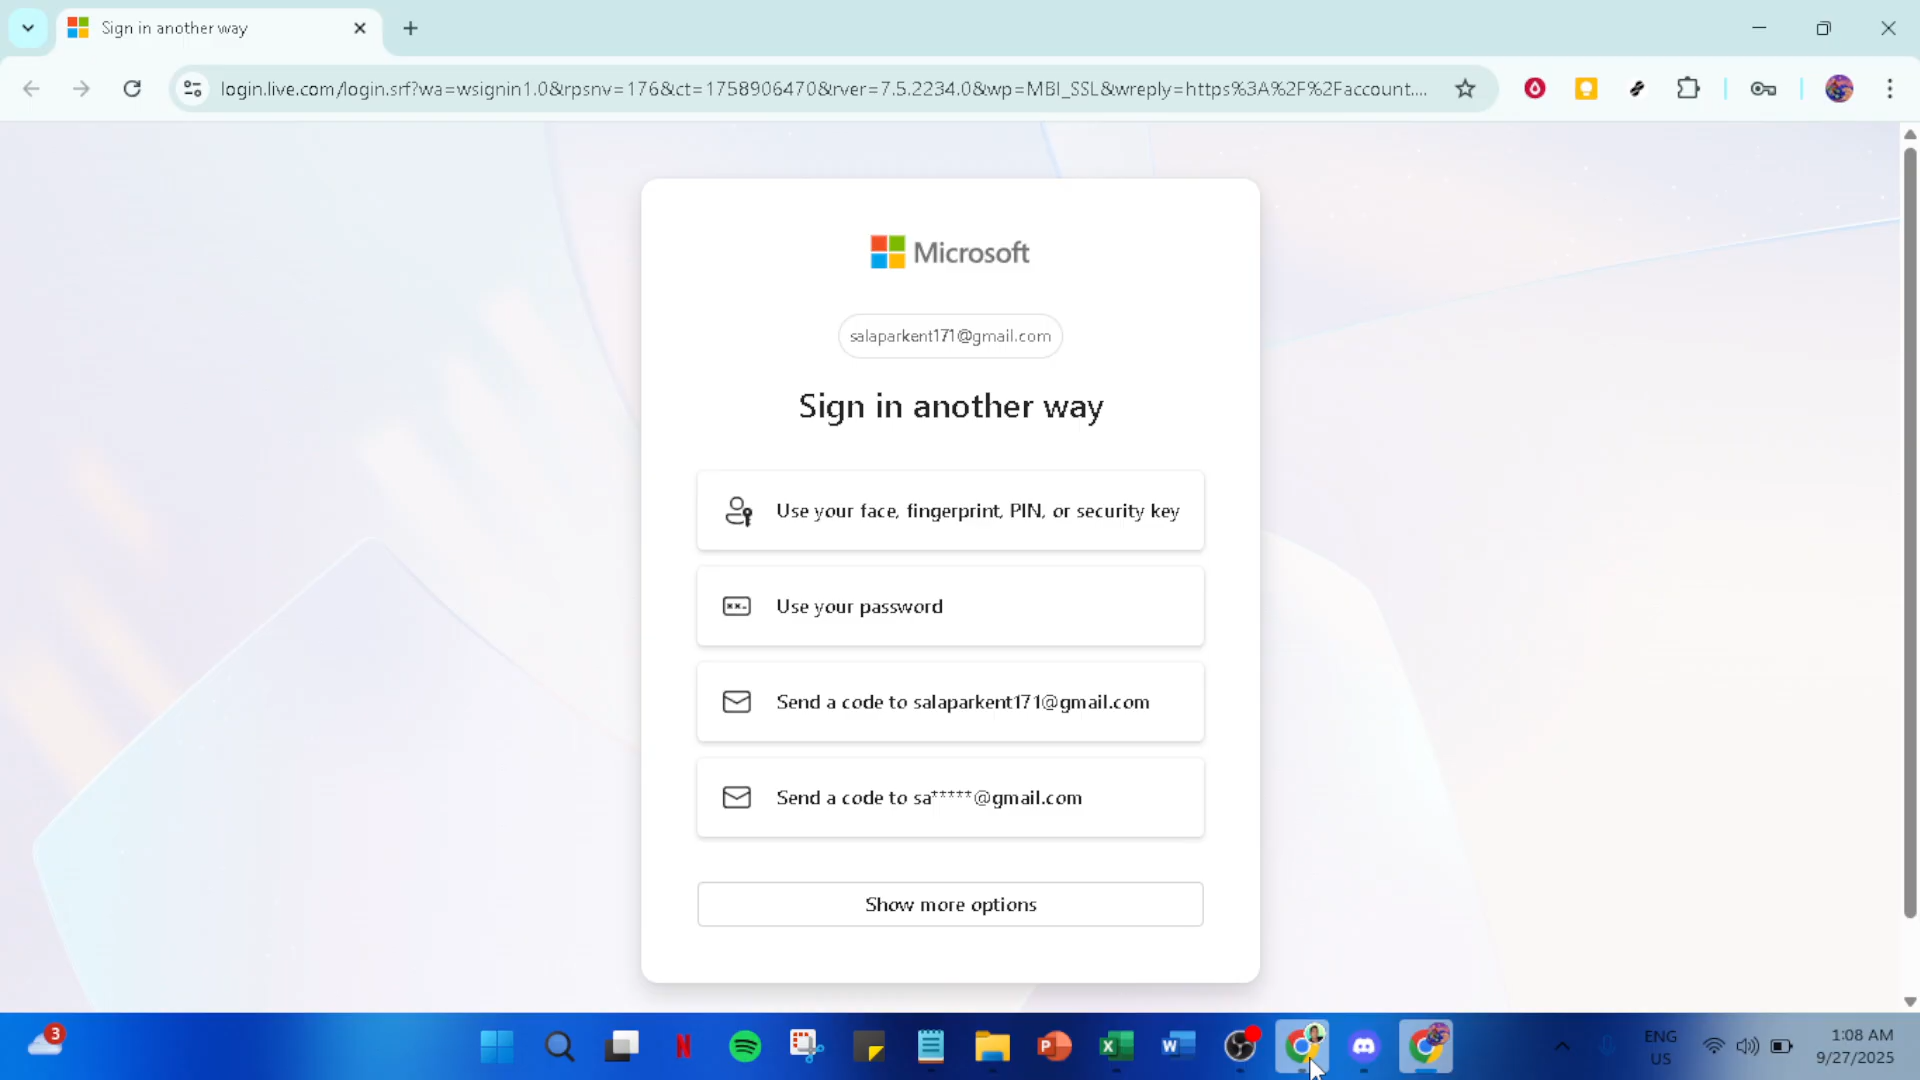 Sign in another way
login.live.com/login.srf?wa=wsignin1.0&rpsnv=176&ct=1758906470&rver=7.5.2234.0&wp=MBI_SSL&wreply=https%3A%2F%2Faccount....
Microsoft
salaparkent171@gmail.com
Sign in another way
Use your face, fingerprint, PIN, or security key
Use your password
Send a code to salaparkent171@gmail.com
Send a code to sa*****@gmail.com
Show more options
3
N
P
X
W
ENG
US
1:08 AM
9/27/2025